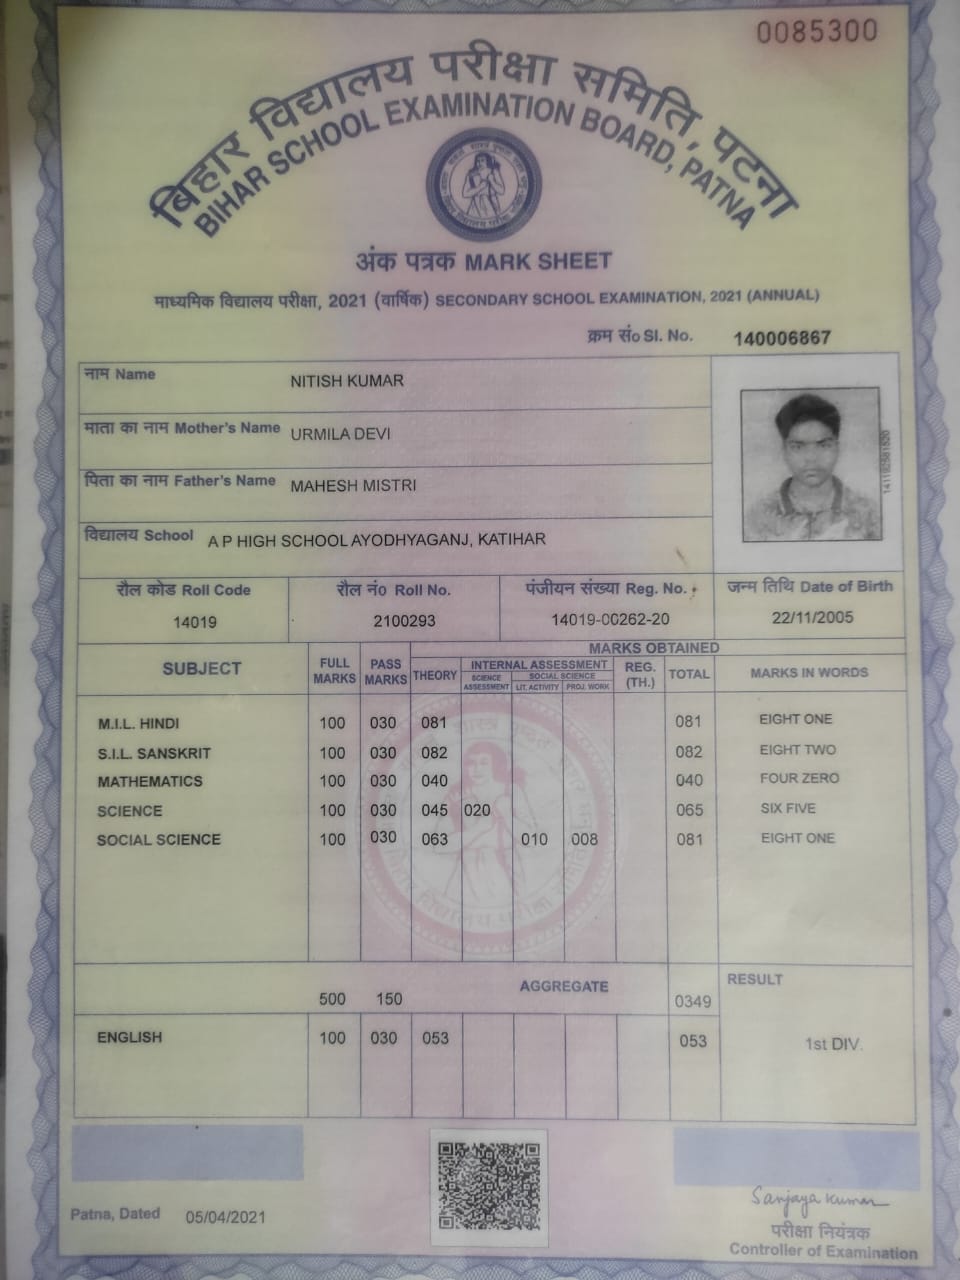 0085300
बिहार विद्यालय परीक्षा समिति, पटना
BIHAR SCHOOL EXAMINATION BOARD, PATNA
अंक पत्रक MARK SHEET
माध्यमिक विद्यालय परीक्षा, 2021 (वार्षिक) SECONDARY SCHOOL EXAMINATION, 2021 (ANNUAL)
क्रम सं० Sl. No. 140006867
नाम Name NITISH KUMAR
माता का नाम Mother's Name URMILA DEVI
पिता का नाम Father's Name MAHESH MISTRI
विद्यालय School A P HIGH SCHOOL AYODHYAGANJ, KATIHAR
रौल कोड Roll Code रौल नं० Roll No. पंजीयन संख्या Reg. No. जन्म तिथि Date of Birth
14019 2100293 14019-00262-20 22/11/2005
MARKS OBTAINED
SUBJECT FULL MARKS PASS MARKS THEORY INTERNAL ASSESSMENT REG. (TH.) TOTAL MARKS IN WORDS
SCIENCE ASSESSMENT SOCIAL SCIENCE
LIT. ACTIVITY PROJ. WORK
M.I.L. HINDI 100 030 081 081 EIGHT ONE
S.I.L. SANSKRIT 100 030 082 082 EIGHT TWO
MATHEMATICS 100 030 040 040 FOUR ZERO
SCIENCE 100 030 045 020 065 SIX FIVE
SOCIAL SCIENCE 100 030 063 010 008 081 EIGHT ONE
500 150 AGGREGATE 0349 RESULT
ENGLISH 100 030 053 053 1st DIV.
Patna, Dated 05/04/2021
Sanjaya Kumar
परीक्षा नियंत्रक
Controller of Examination